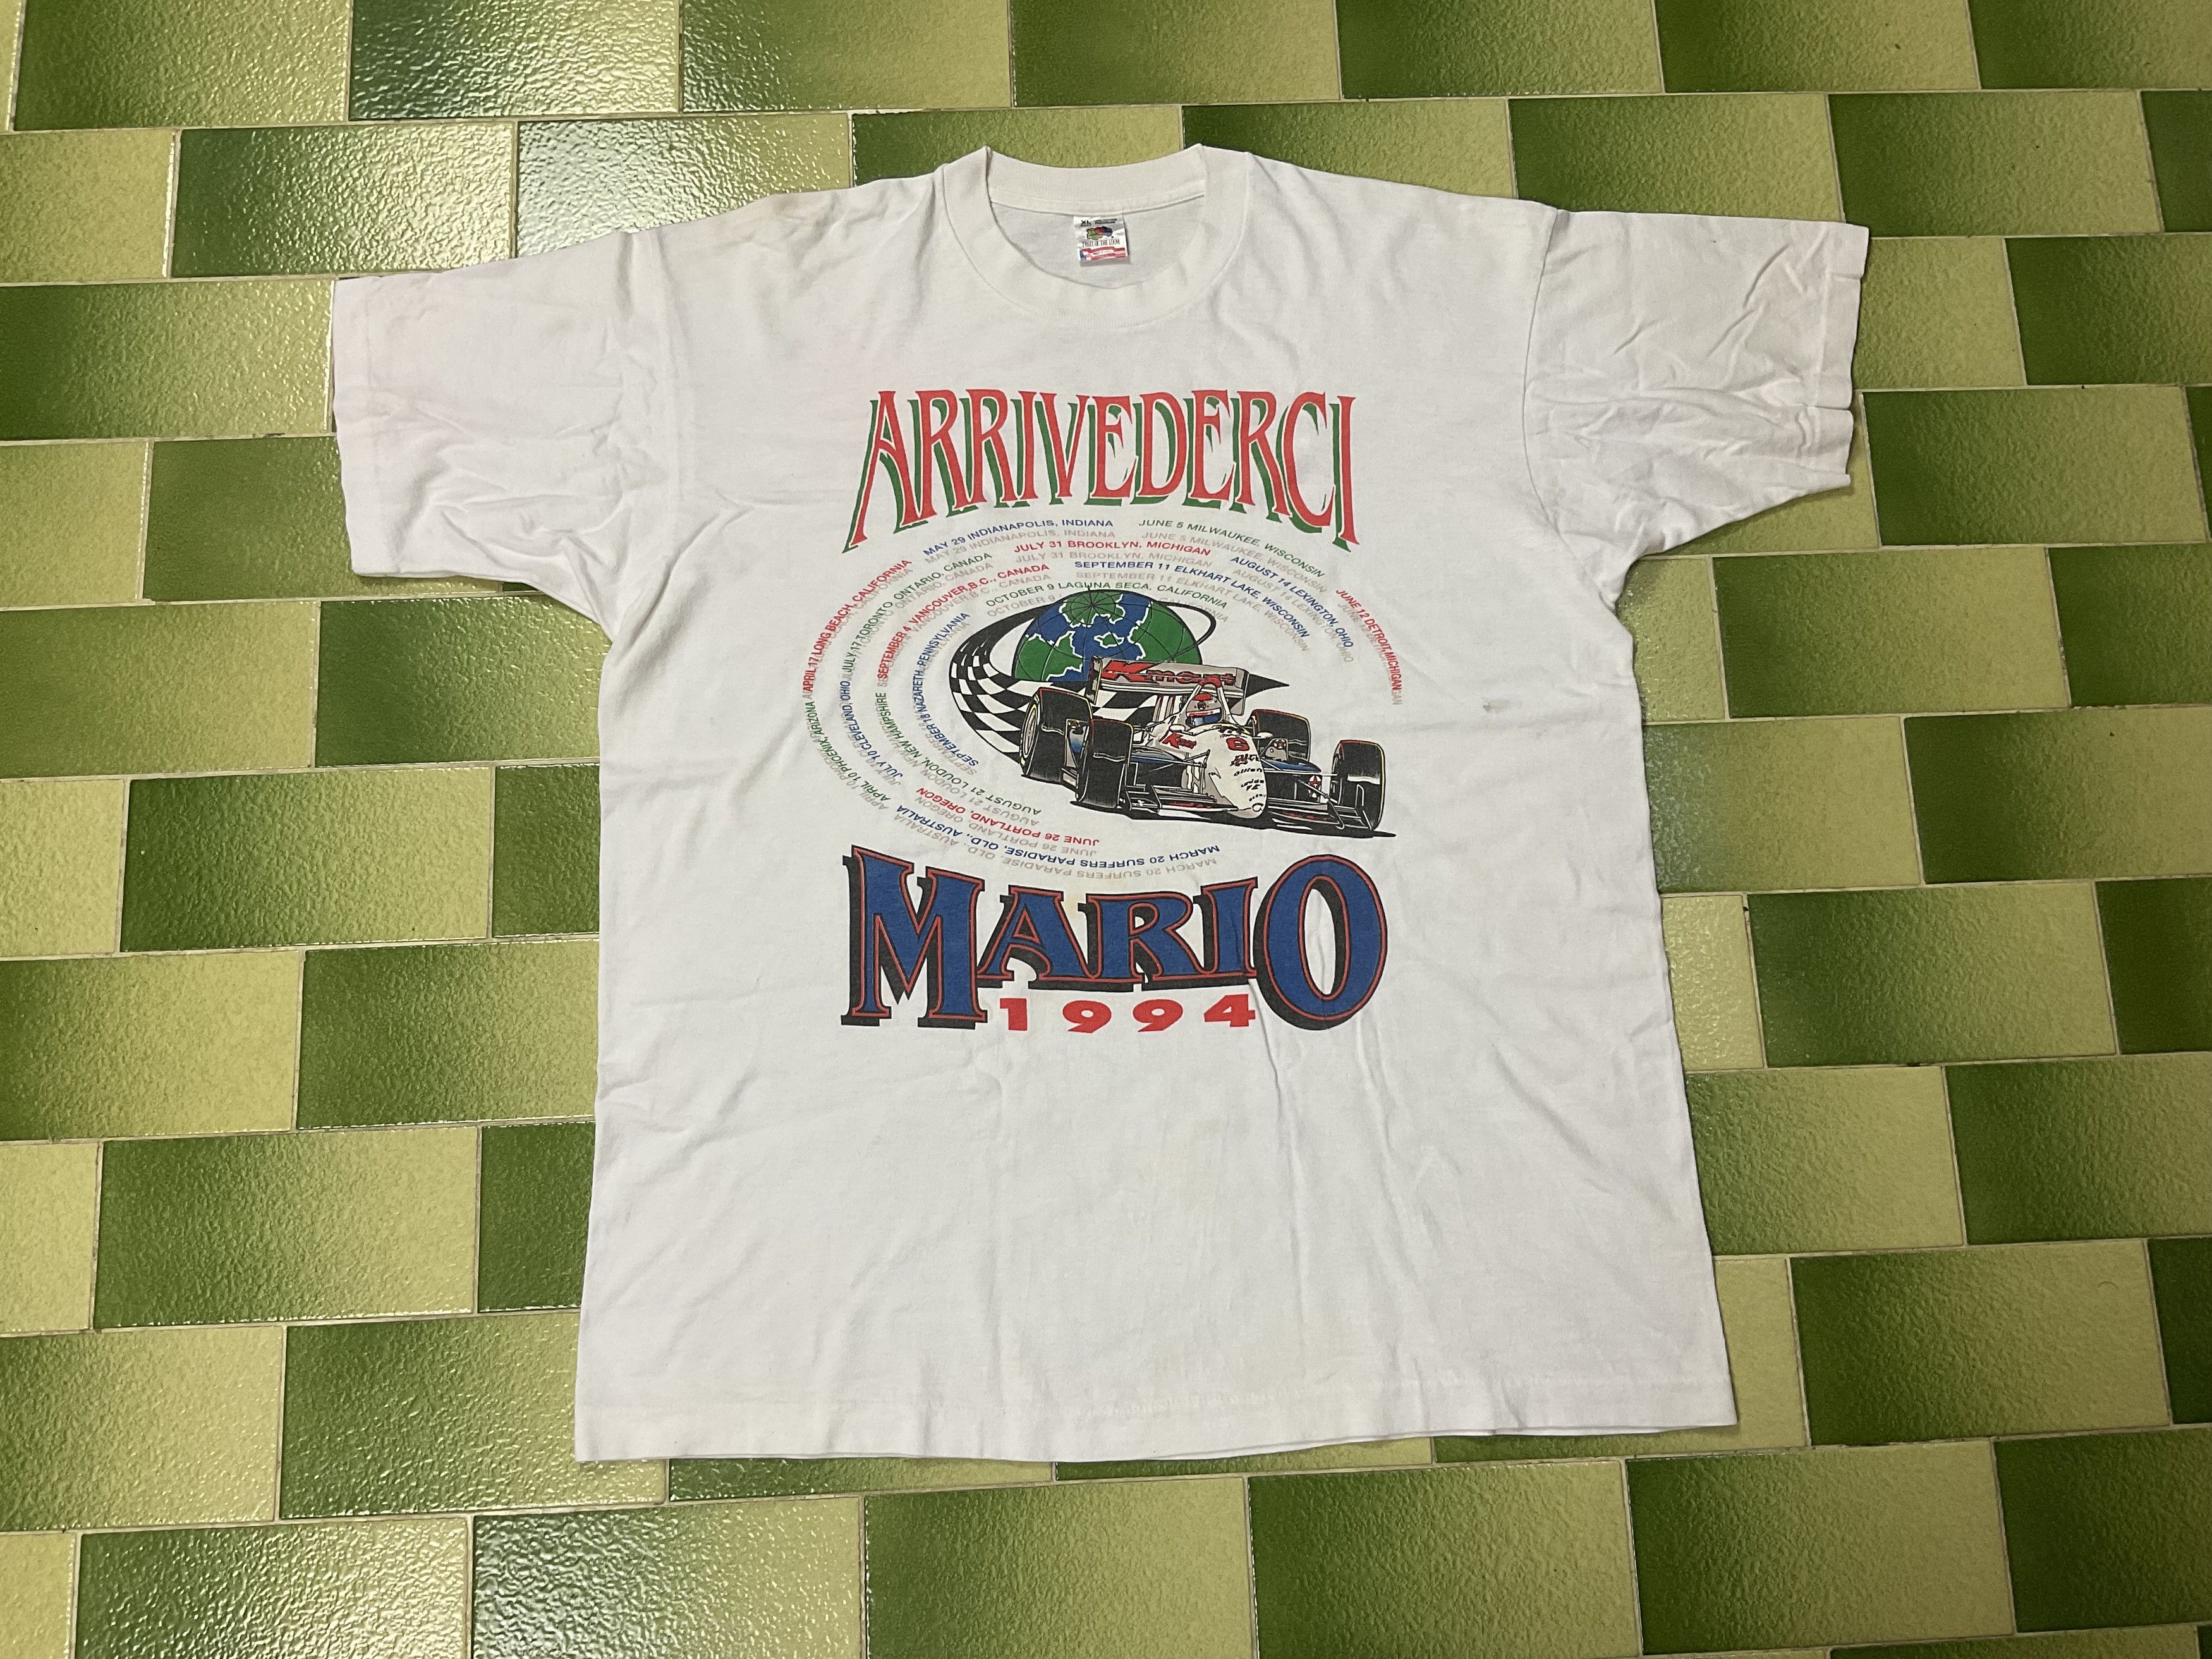 XL
FRUIT OF THE LOOM
ARRIVEDERCI
MARCH 20 SURFERS PARADISE, QLD., AUSTRALIA
APRIL 10 PHOENIX, ARIZONA
APRIL 17 LONG BEACH, CALIFORNIA
MAY 29 INDIANAPOLIS, INDIANA
JUNE 5 MILWAUKEE, WISCONSIN
JUNE 12 DETROIT, MICHIGAN
JUNE 26 PORTLAND, OREGON
JULY 10 CLEVELAND, OHIO
JULY 17 TORONTO, ONTARIO, CANADA
JULY 31 BROOKLYN, MICHIGAN
AUGUST 14 LEXINGTON, OHIO
AUGUST 21 LOUDON, NEW HAMPSHIRE
SEPTEMBER 4 VANCOUVER, B.C., CANADA
SEPTEMBER 11 ELKHART LAKE, WISCONSIN
SEPTEMBER 18 NAZARETH, PENNSYLVANIA
OCTOBER 9 LAGUNA SECA, CALIFORNIA
Kmart
6
MARIO
1994